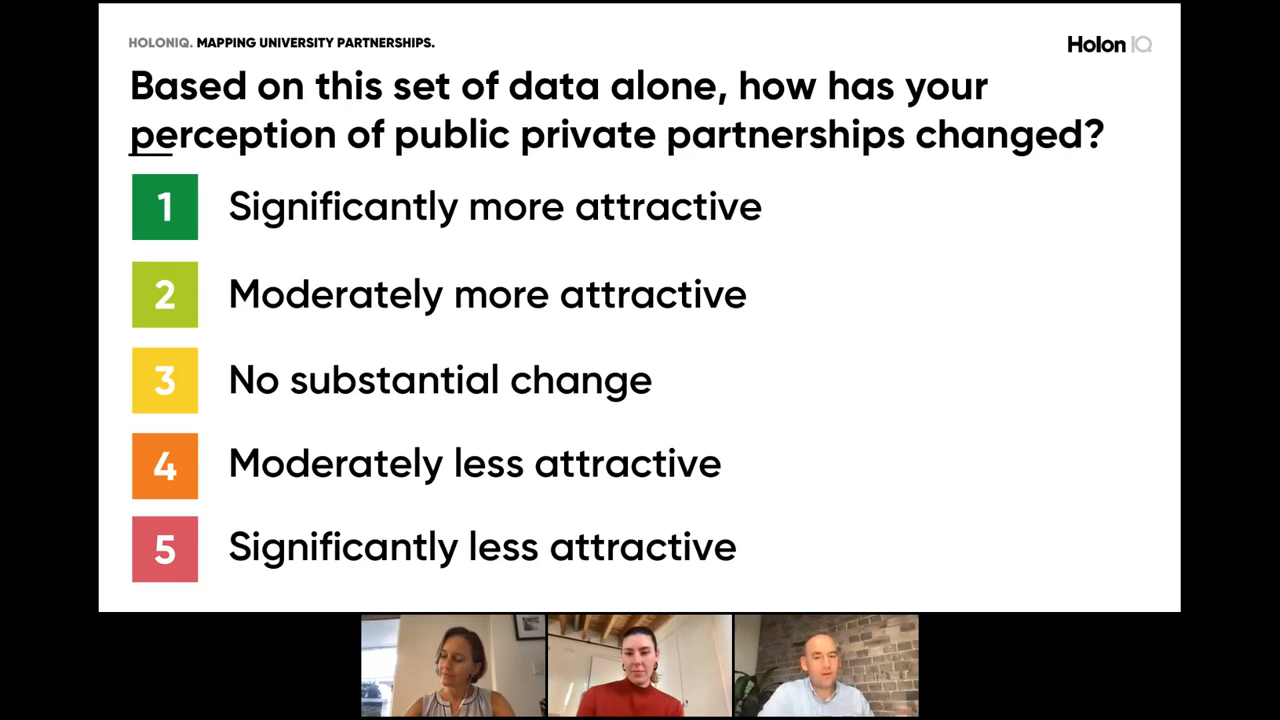 HOLONIQ. MAPPING UNIVERSITY PARTNERSHIPS.
Holon IQ
Based on this set of data alone, how has your
perception of public private partnerships changed?
1 Significantly more attractive
2 Moderately more attractive
3 No substantial change
4 Moderately less attractive
5 Significantly less attractive